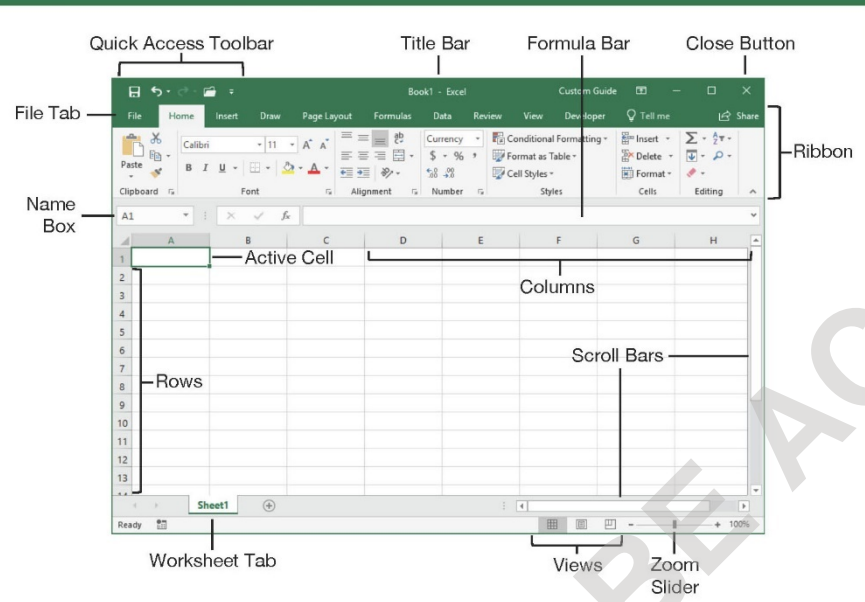 Quick Access Toolbar
Title Bar
Formula Bar
Close Button
Book1 - Excel
Custom Guide
File Tab
File Home Insert Draw Page Layout Formulas Data Review View Developer Tell me Share
Ribbon
Paste
Calibri 11
B I U
A A
A
Currency
$ % ,
Conditional Formatting
Format as Table
Cell Styles
Insert
Delete
Format
Clipboard Font Alignment Number Styles Cells Editing
Name
Box
A1
fx
A B C D E F G H
Active Cell
Columns
1
2
3
4
5
6
7
8
9
10
11
12
13
Rows
Scroll Bars
Sheet1
Ready
- + 100%
Worksheet Tab
Views
Zoom
Slider
BE AC